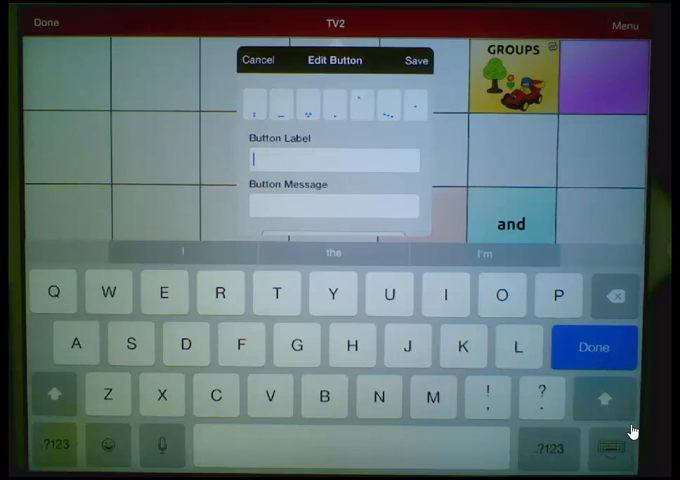 Done TV2 Menu
Cancel Edit Button Save
GROUPS
Button Label
Button Message
and
I the I'm
Q W E R T Y U I O P
A S D F G H J K L Done
Z X C V B N M ! , ? .
.?123 .?123